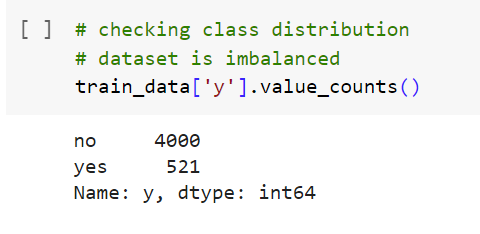 [ ] # checking class distribution
# dataset is imbalanced
train_data['y'].value_counts()
no 4000
yes 521
Name: y, dtype: int64